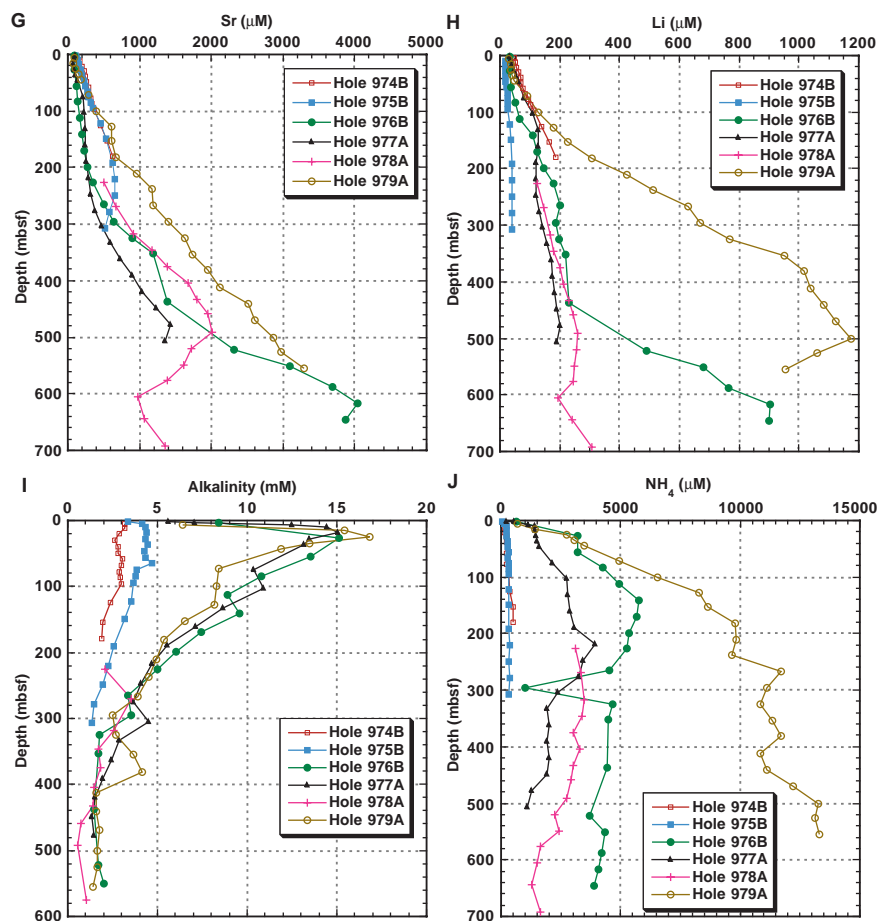 G
Sr (μM)
0 1000 2000 3000 4000 5000
0
100
200
300
400
500
600
700
Depth (mbsf)
Hole 974B
Hole 975B
Hole 976B
Hole 977A
Hole 978A
Hole 979A
H
Li (μM)
0 200 400 600 800 1000 1200
0
100
200
300
400
500
600
700
Depth (mbsf)
Hole 974B
Hole 975B
Hole 976B
Hole 977A
Hole 978A
Hole 979A
I
Alkalinity (mM)
0 5 10 15 20
0
100
200
300
400
500
600
Depth (mbsf)
Hole 974B
Hole 975B
Hole 976B
Hole 977A
Hole 978A
Hole 979A
J
NH4 (μM)
0 5000 10000 15000
0
100
200
300
400
500
600
700
Depth (mbsf)
Hole 974B
Hole 975B
Hole 976B
Hole 977A
Hole 978A
Hole 979A